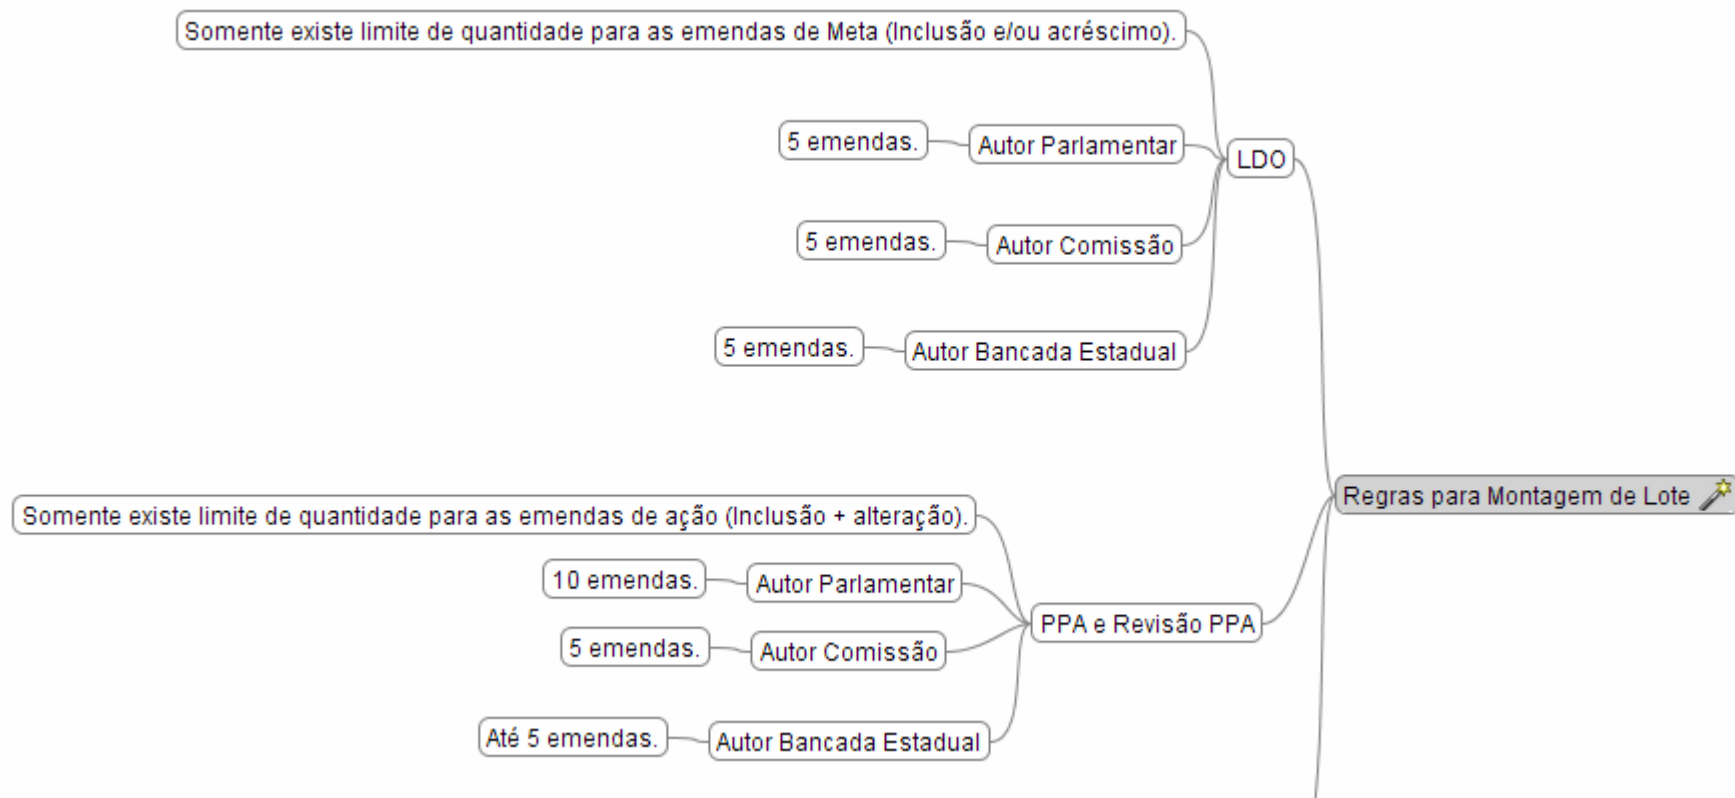 Somente existe limite de quantidade para as emendas de Meta (Inclusão e/ou acréscimo).
5 emendas.
Autor Parlamentar
LDO
5 emendas.
Autor Comissão
5 emendas.
Autor Bancada Estadual
Regras para Montagem de Lote
Somente existe limite de quantidade para as emendas de ação (Inclusão + alteração).
10 emendas.
Autor Parlamentar
PPA e Revisão PPA
5 emendas.
Autor Comissão
Até 5 emendas.
Autor Bancada Estadual